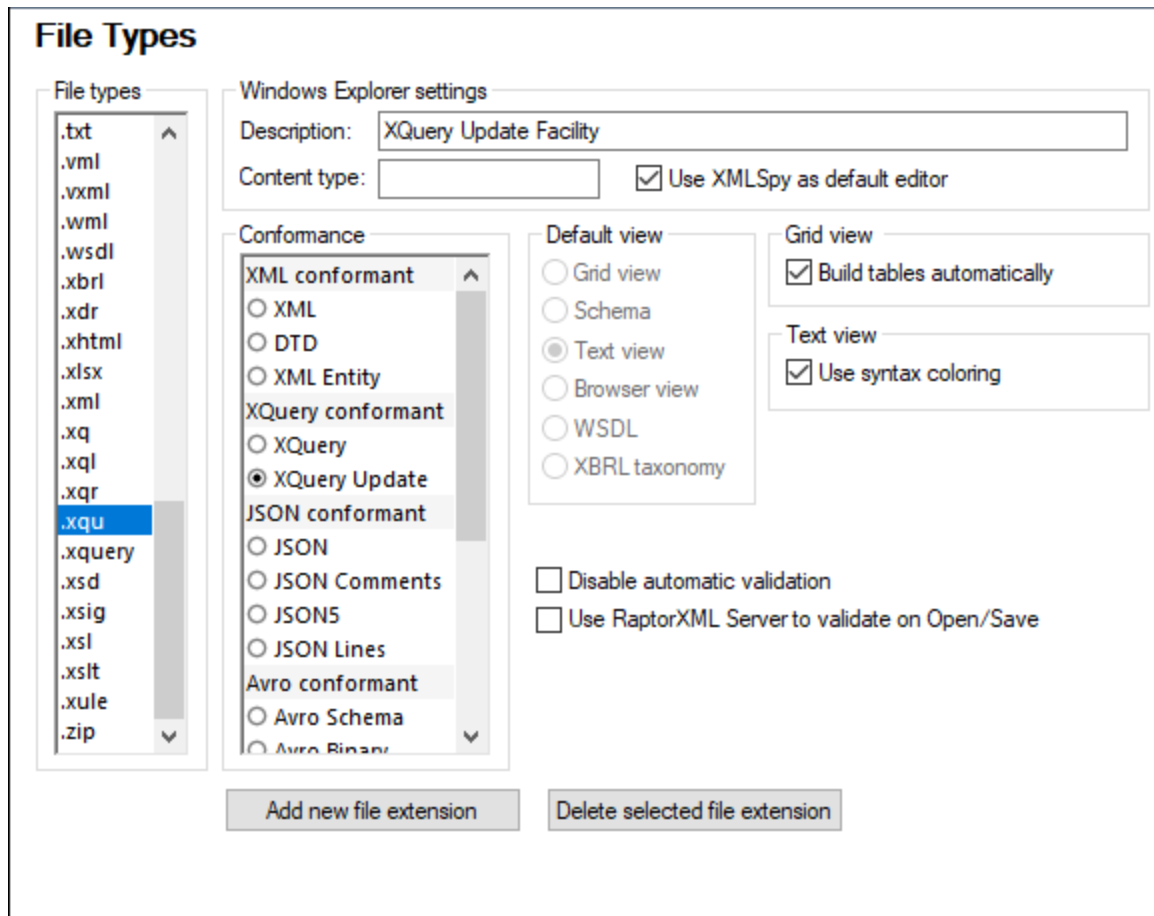 File Types
File types
.txt
.vml
.vxml
.wml
.wsdl
.xbrl
.xdr
.xhtml
.xlsx
.xml
.xq
.xql
.xqr
.xqu
.xquery
.xsd
.xsig
.xsl
.xslt
.xule
.zip
Windows Explorer settings
Description: XQuery Update Facility
Content type:
Use XMLSpy as default editor
Conformance
XML conformant
XML
DTD
XML Entity
XQuery conformant
XQuery
XQuery Update
JSON conformant
JSON
JSON Comments
JSON5
JSON Lines
Avro conformant
Avro Schema
Avro Binary
Default view
Grid view
Schema
Text view
Browser view
WSDL
XBRL taxonomy
Grid view
Build tables automatically
Text view
Use syntax coloring
Disable automatic validation
Use RaptorXML Server to validate on Open/Save
Add new file extension
Delete selected file extension